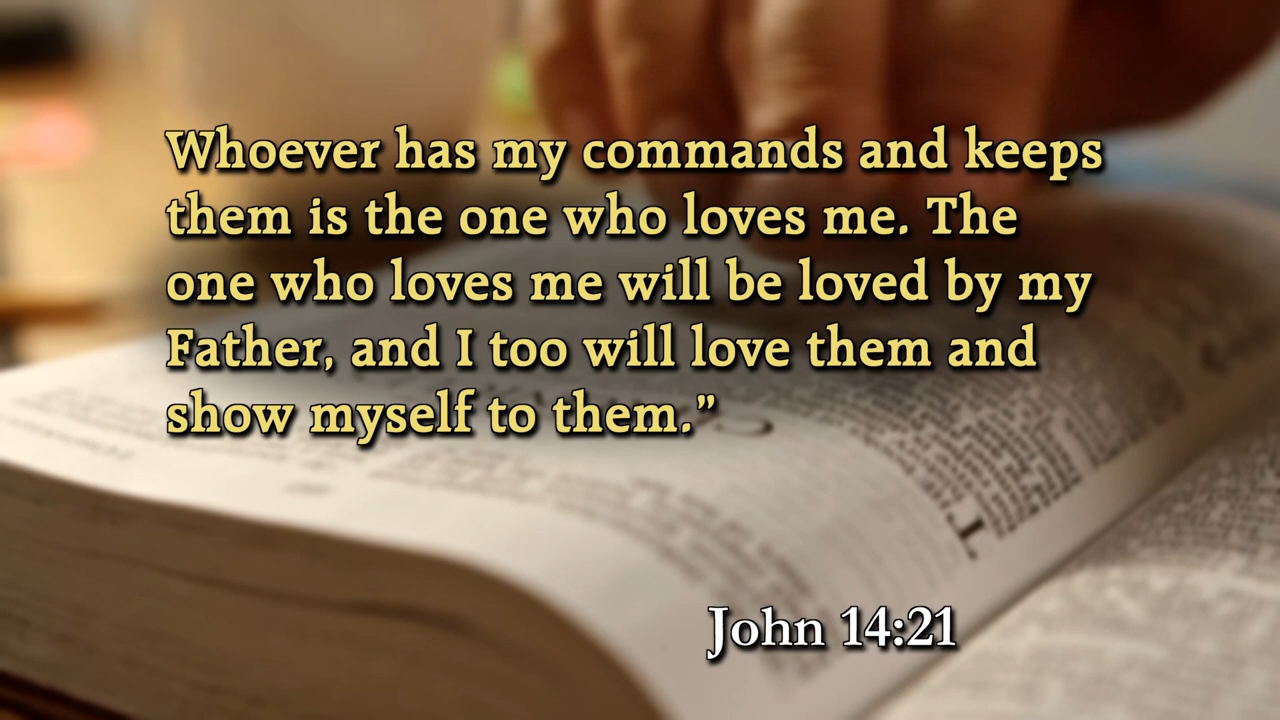 Whoever has my commands and keeps
them is the one who loves me. The
one who loves me will be loved by my
Father, and I too will love them and
show myself to them.”
John 14:21